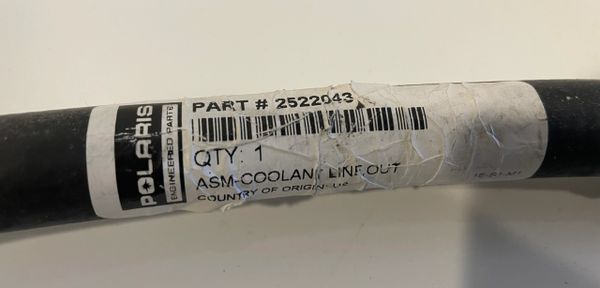 POLARIS
ENGINEERED PARTS
PART # 2522043
QTY: 1
ASM-COOLANT LINE OUT
COUNTRY OF ORIGIN: US